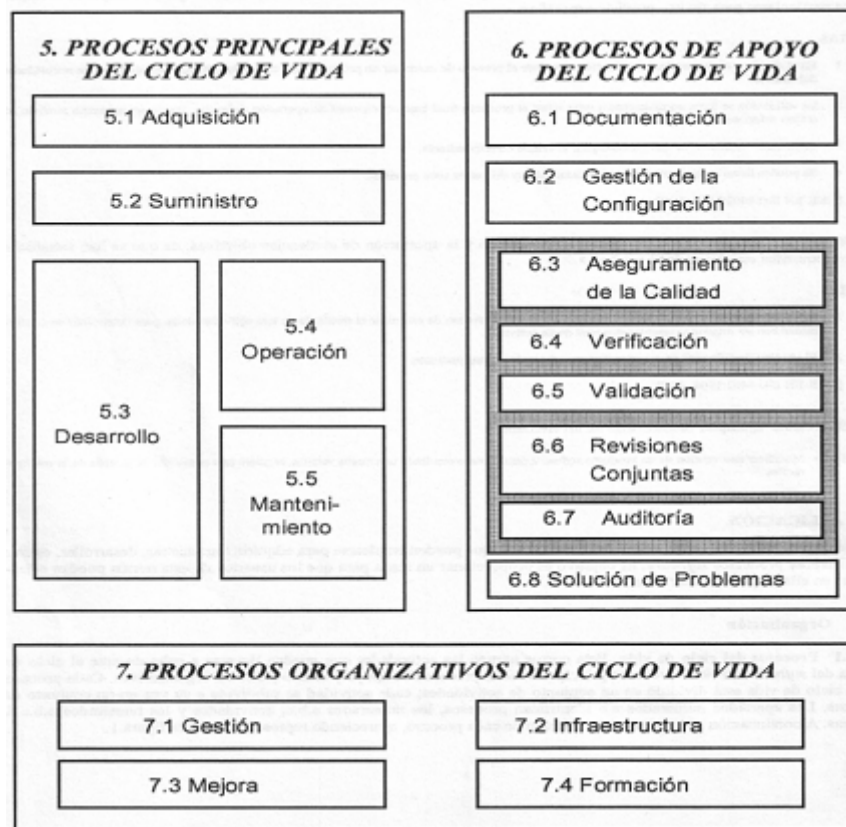 5. PROCESOS PRINCIPALES
DEL CICLO DE VIDA
5.1 Adquisición
5.2 Suministro
5.3
Desarrollo
5.4
Operación
5.5
Manteni-
miento
6. PROCESOS DE APOYO
DEL CICLO DE VIDA
6.1 Documentación
6.2 Gestión de la
Configuración
6.3 Aseguramiento
de la Calidad
6.4 Verificación
6.5 Validación
6.6 Revisiones
Conjuntas
6.7 Auditoría
6.8 Solución de Problemas
7. PROCESOS ORGANIZATIVOS DEL CICLO DE VIDA
7.1 Gestión
7.2 Infraestructura
7.3 Mejora
7.4 Formación